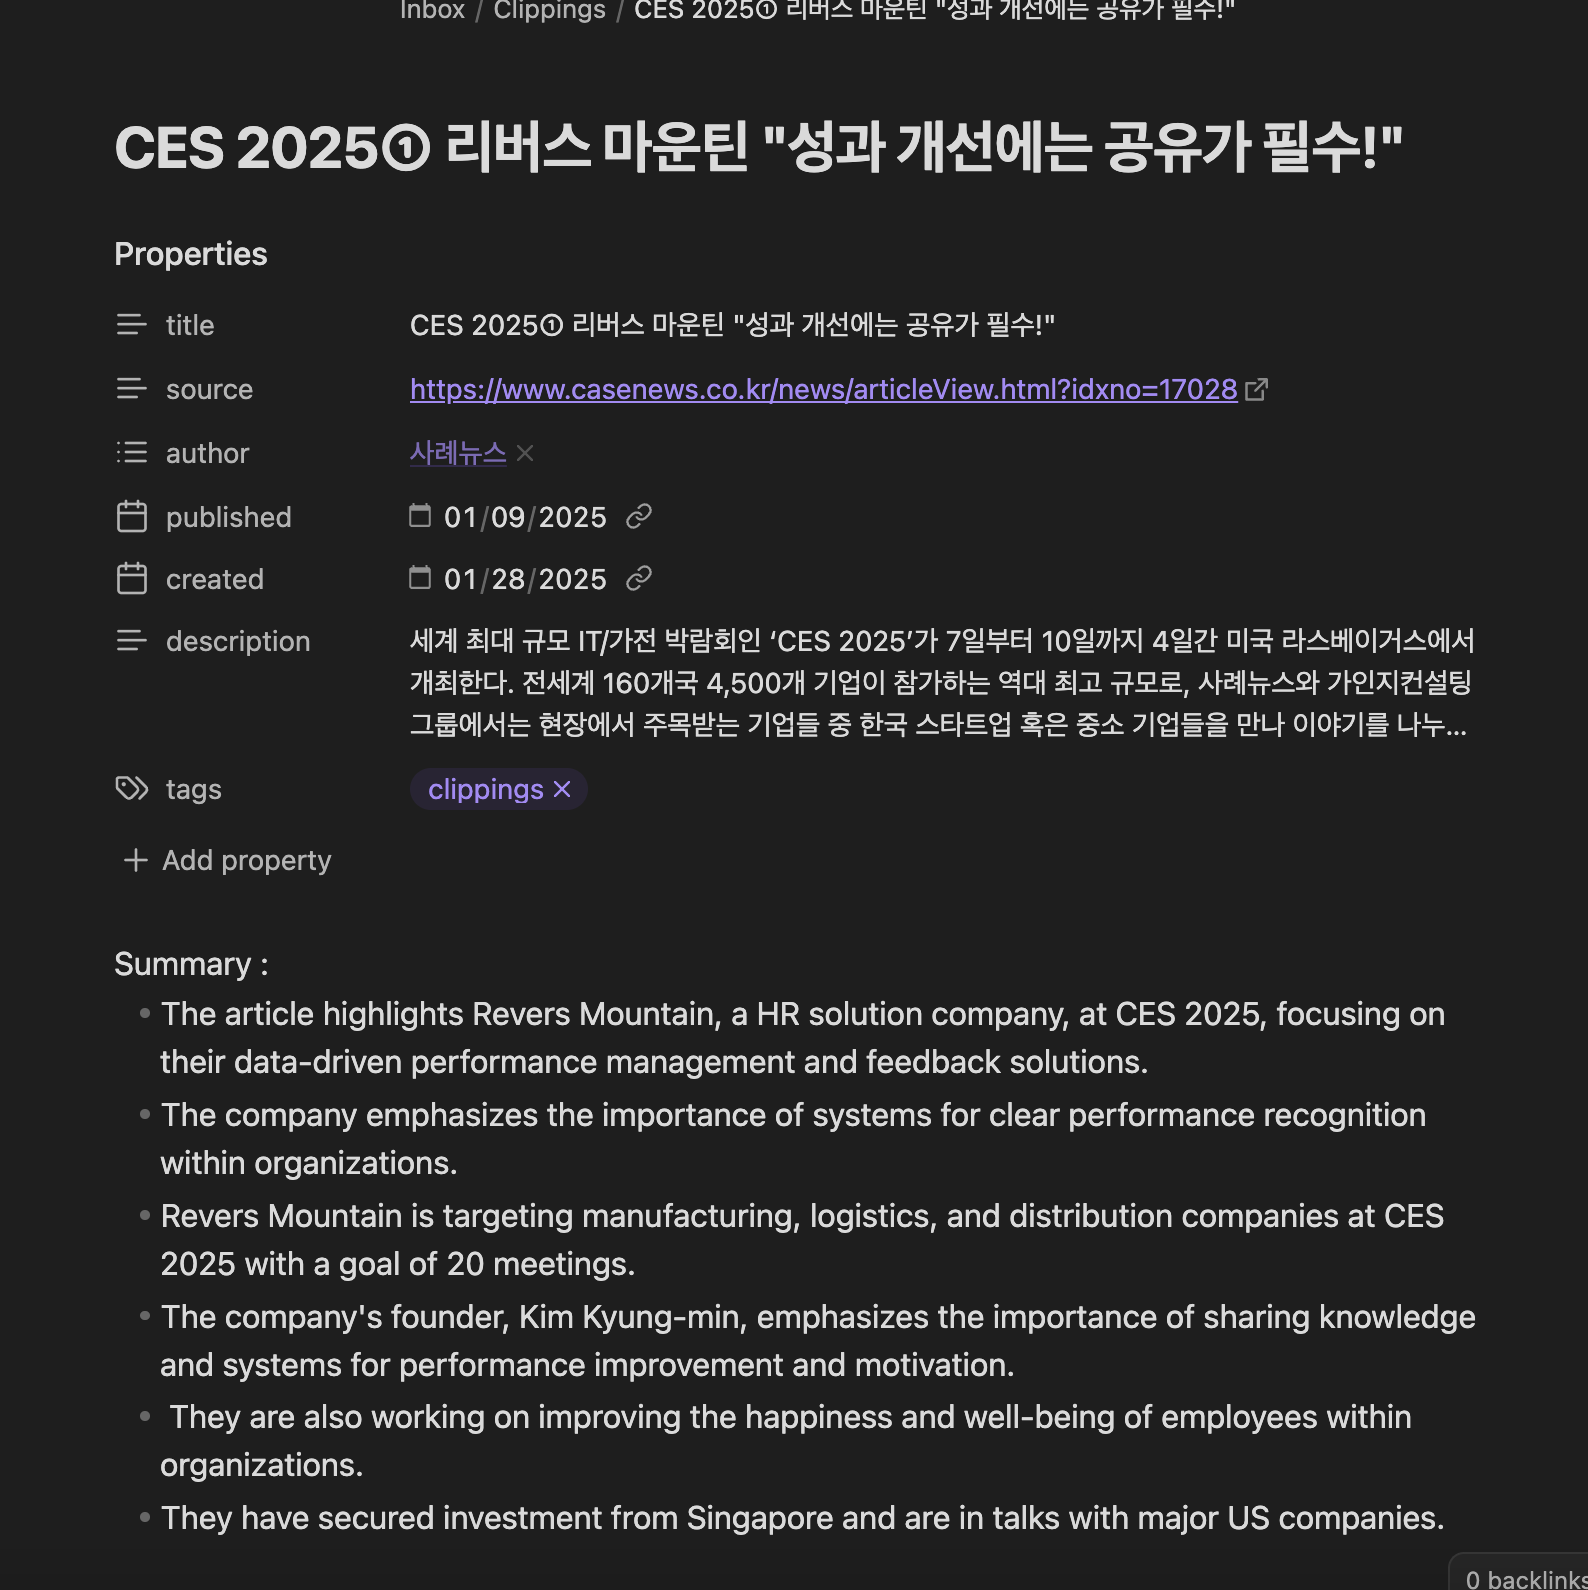 Inbox / Clippings / CES 2025① 리버스 마운틴 "성과 개선에는 공유가 필수!"
CES 2025① 리버스 마운틴 "성과 개선에는 공유가 필수!"
Properties
title CES 2025① 리버스 마운틴 "성과 개선에는 공유가 필수!"
source https://www.casenews.co.kr/news/articleView.html?idxno=17028
author 사례뉴스
published 01/09/2025
created 01/28/2025
description 세계 최대 규모 IT/가전 박람회인 ‘CES 2025’가 7일부터 10일까지 4일간 미국 라스베이거스에서
개최한다. 전세계 160개국 4,500개 기업이 참가하는 역대 최고 규모로, 사례뉴스와 가인지컨설팅
그룹에서는 현장에서 주목받는 기업들 중 한국 스타트업 혹은 중소 기업들을 만나 이야기를 나누...
tags clippings
Add property
Summary :
The article highlights Revers Mountain, a HR solution company, at CES 2025, focusing on
their data-driven performance management and feedback solutions.
The company emphasizes the importance of systems for clear performance recognition
within organizations.
Revers Mountain is targeting manufacturing, logistics, and distribution companies at CES
2025 with a goal of 20 meetings.
The company's founder, Kim Kyung-min, emphasizes the importance of sharing knowledge
and systems for performance improvement and motivation.
They are also working on improving the happiness and well-being of employees within
organizations.
They have secured investment from Singapore and are in talks with major US companies.
0 backlinks